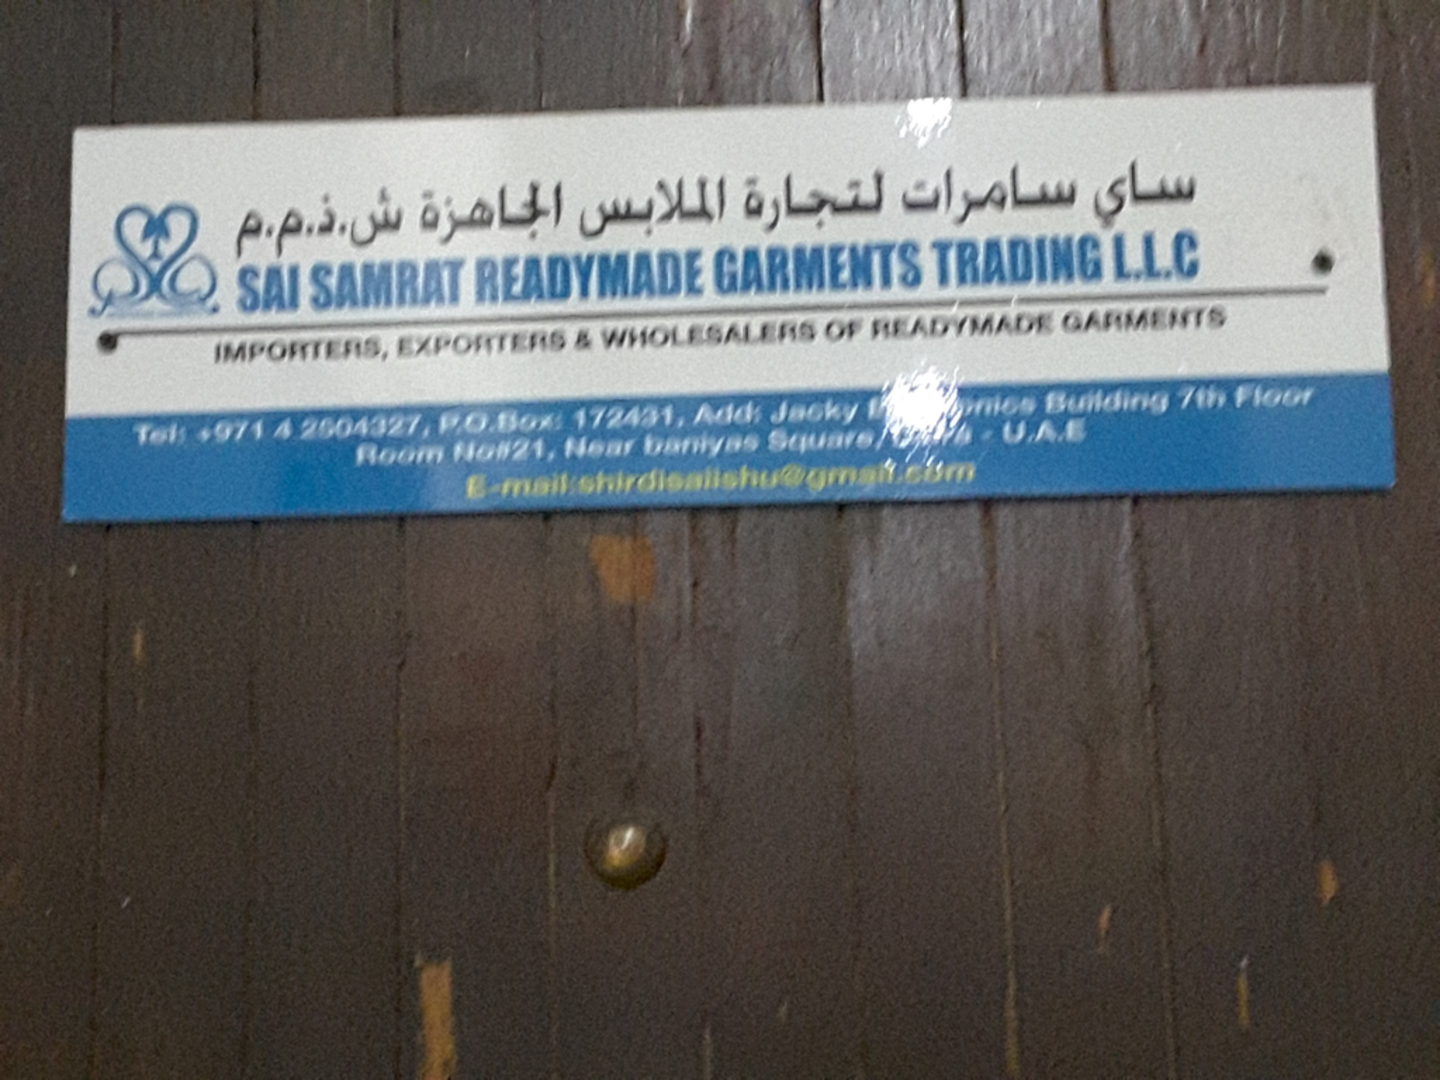 ساي سامرات لتجارة الملابس الجاهزة ش.ذ.م.م
SAI SAMRAT READYMADE GARMENTS TRADING L.L.C
IMPORTERS, EXPORTERS & WHOLESALERS OF READYMADE GARMENTS
Tel: +971 4 2504327, P.O.Box: 172431, Add: Jacky Building 7th Floor
Room No#21, Near baniyas Square, - U.A.E
E-mail:shirdisaiishu@gmail.com